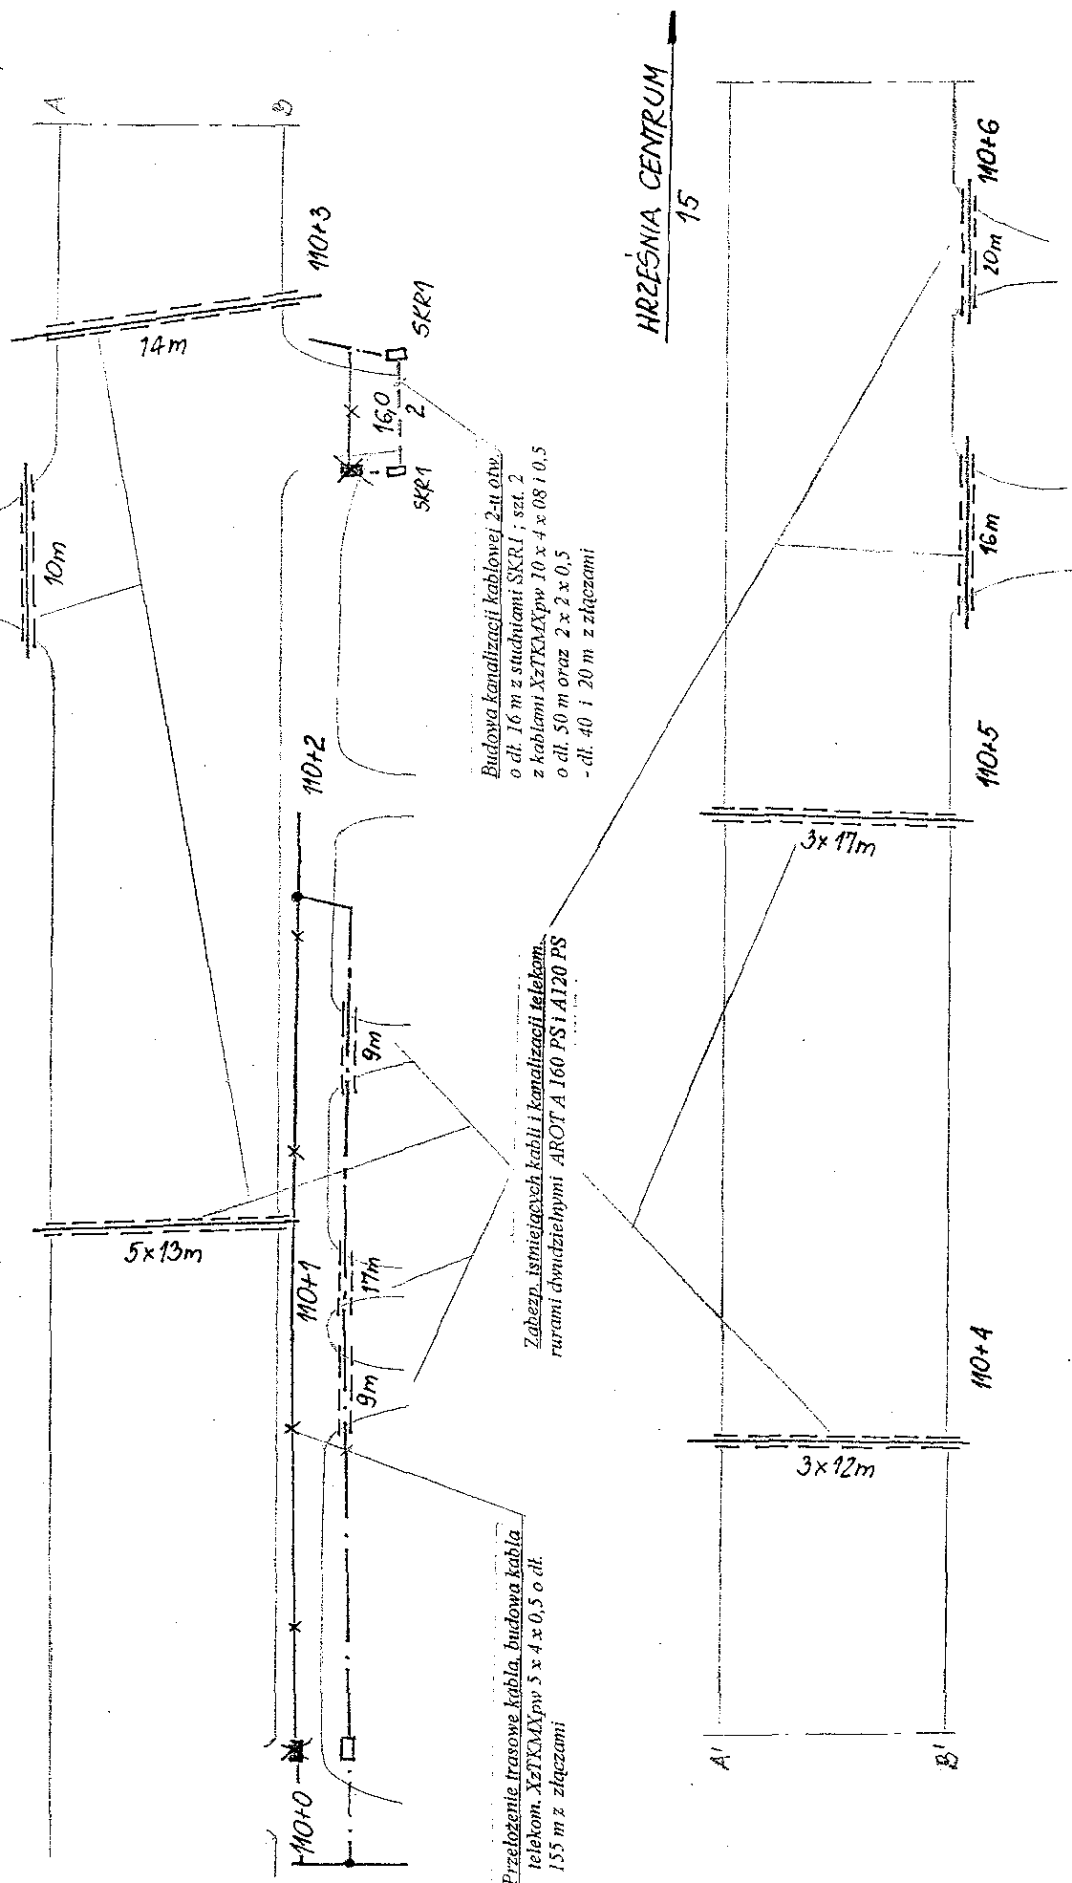 A
B
110+3
14m
10m
SKR1
16,0
2
SKR1
Budowa kanalizacji kablowej 2-u otw.
o dł. 16 m z studniami SKR1 ; szt. 2
z kablami XzTKMXpw 10 x 4 x 08 i 0,5
o dł. 50 m oraz 2 x 2 x 0,5
- dł. 40 i 20 m z złączami
110+2
9m
5x13m
110+1
17m
9m
Zabezp. istniejących kabli i kanalizacji telekom.
rurami dwudzielnymi AROT A 160 PS i A120 PS
Przełożenie trasowe kabla, budowa kabla
telekom. XzTKMXpw 5 x 4 x 0,5 o dł.
155 m z złączami
110+0
HRZEŚNIA CENTRUM
15
110+6
20m
16m
110+5
3x17m
110+4
3x12m
A'
B'